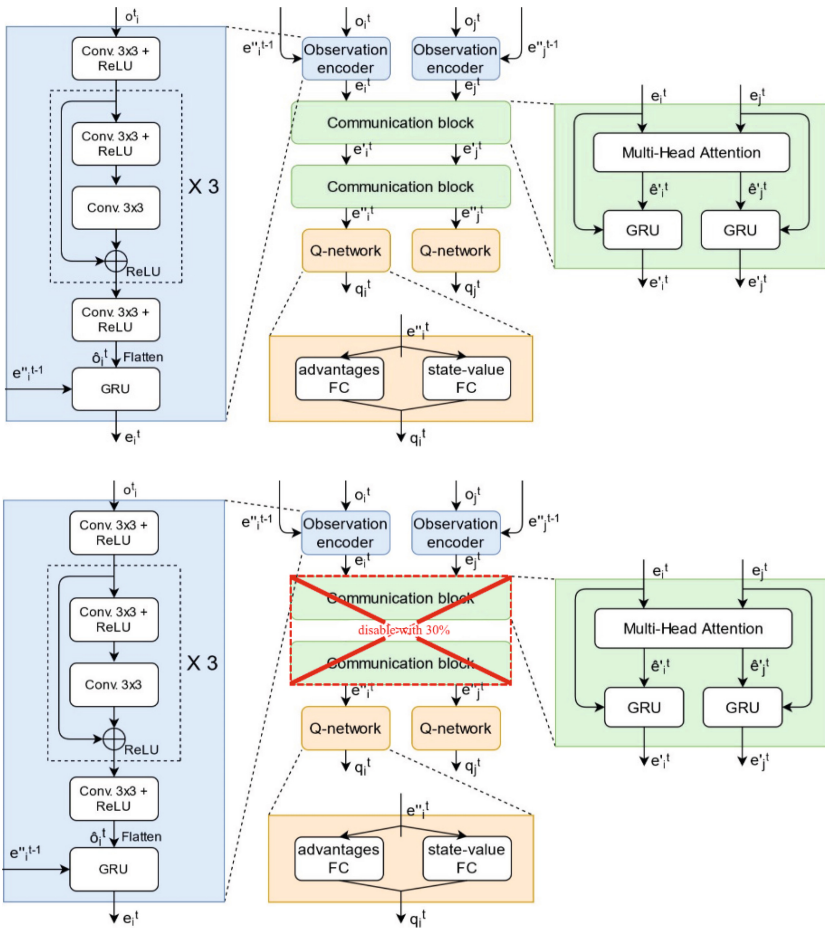 oᵗᵢ
Conv. 3x3 +
ReLU
Conv. 3x3 +
ReLU
Conv. 3x3
X 3
ReLU
Conv. 3x3 +
ReLU
ôᵢᵗ Flatten
e''ᵢᵗ⁻¹
GRU
eᵢᵗ
oᵢᵗ oⱼᵗ
e''ᵢᵗ⁻¹ e''ⱼᵗ⁻¹
Observation
encoder
Observation
encoder
eᵢᵗ eⱼᵗ
Communication block
e'ᵢᵗ e'ⱼᵗ
Communication block
e''ᵢᵗ e''ⱼᵗ
Q-network Q-network
qᵢᵗ qⱼᵗ
e''ᵢᵗ
advantages
FC
state-value
FC
qᵢᵗ
eᵢᵗ eⱼᵗ
Multi-Head Attention
ê'ᵢᵗ ê'ⱼᵗ
GRU GRU
e'ᵢᵗ e'ⱼᵗ
oᵗᵢ
Conv. 3x3 +
ReLU
Conv. 3x3 +
ReLU
Conv. 3x3
X 3
ReLU
Conv. 3x3 +
ReLU
ôᵢᵗ Flatten
e''ᵢᵗ⁻¹
GRU
eᵢᵗ
oᵢᵗ oⱼᵗ
e''ᵢᵗ⁻¹ e''ⱼᵗ⁻¹
Observation
encoder
Observation
encoder
eᵢᵗ eⱼᵗ
Communication block
disable with 30%
Communication block
e''ᵢᵗ e''ⱼᵗ
Q-network Q-network
qᵢᵗ qⱼᵗ
e''ᵢᵗ
advantages
FC
state-value
FC
qᵢᵗ
eᵢᵗ eⱼᵗ
Multi-Head Attention
ê'ᵢᵗ ê'ⱼᵗ
GRU GRU
e'ᵢᵗ e'ⱼᵗ